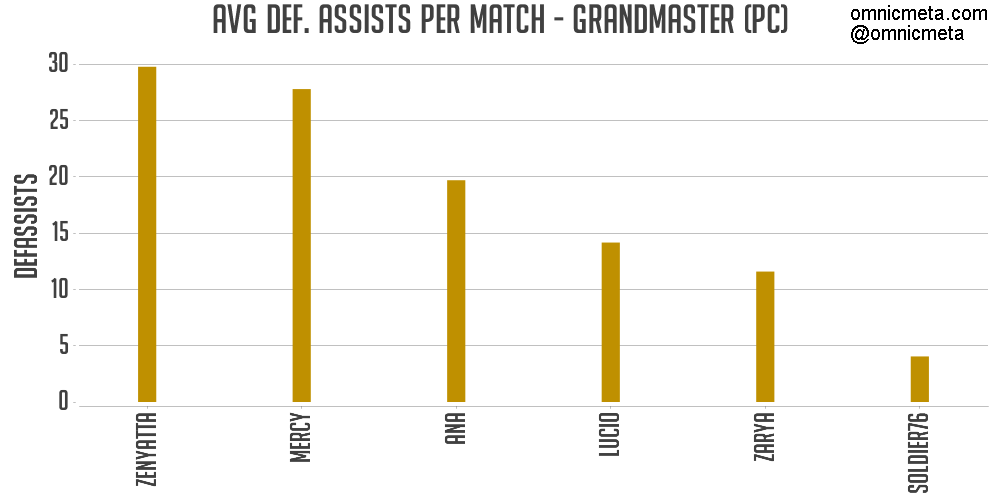 AVG DEF. ASSISTS PER MATCH - GRANDMASTER (PC)
omnicmeta.com
@omnicmeta
30
25
20
15
10
5
0
DEFASSISTS
ZENYATTA
MERCY
ANA
LUCIO
ZARYA
SOLDIER76